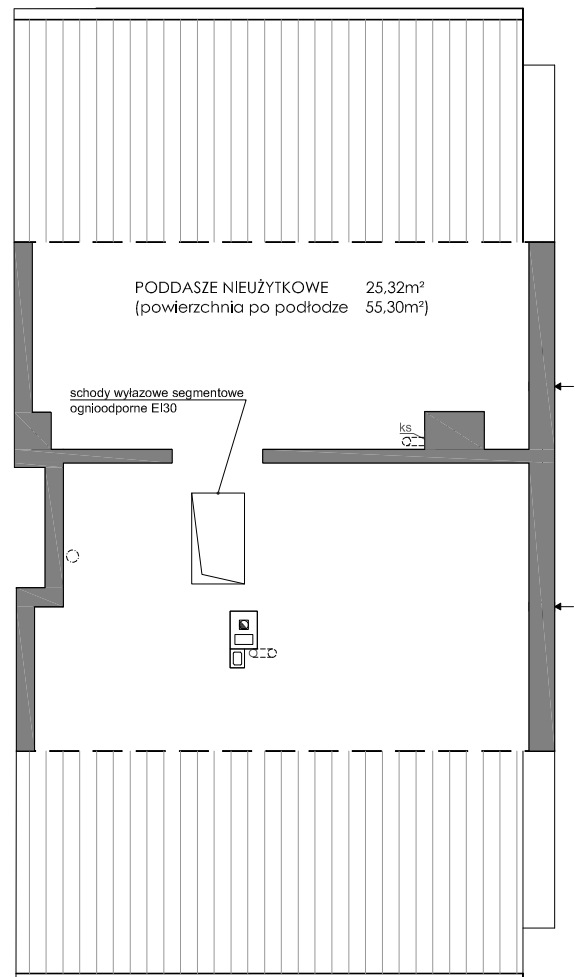 PODDASZE NIEUŻYTKOWE 25,32m²
(powierzchnia po podłodze 55,30m²)
schody wyłazowe segmentowe
ognioodporne EI30
ks